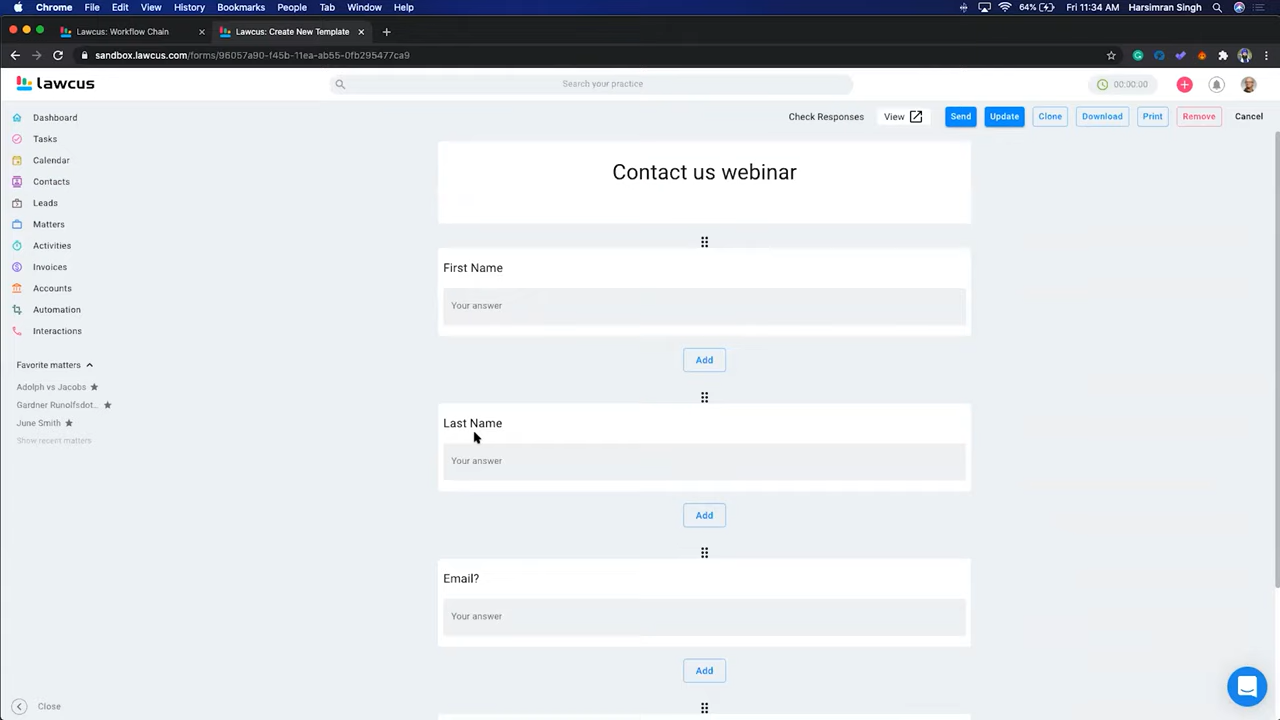 Chrome File Edit View History Bookmarks People Tab Window Help 64% Fri 11:34 AM Harsimran Singh
Lawcus: Workflow Chain Lawcus: Create New Template
sandbox.lawcus.com/forms/96057a90-f45b-11ea-ab55-0fb295477ca9
lawcus Search your practice 00:00:00
Check Responses View Send Update Clone Download Print Remove Cancel
Dashboard
Tasks
Calendar
Contacts
Leads
Matters
Activities
Invoices
Accounts
Automation
Interactions
Favorite matters
Adolph vs Jacobs
Gardner Runolfsdot..
June Smith
Show recent matters
Close
Contact us webinar
First Name
Your answer
Add
Last Name
Your answer
Add
Email?
Your answer
Add